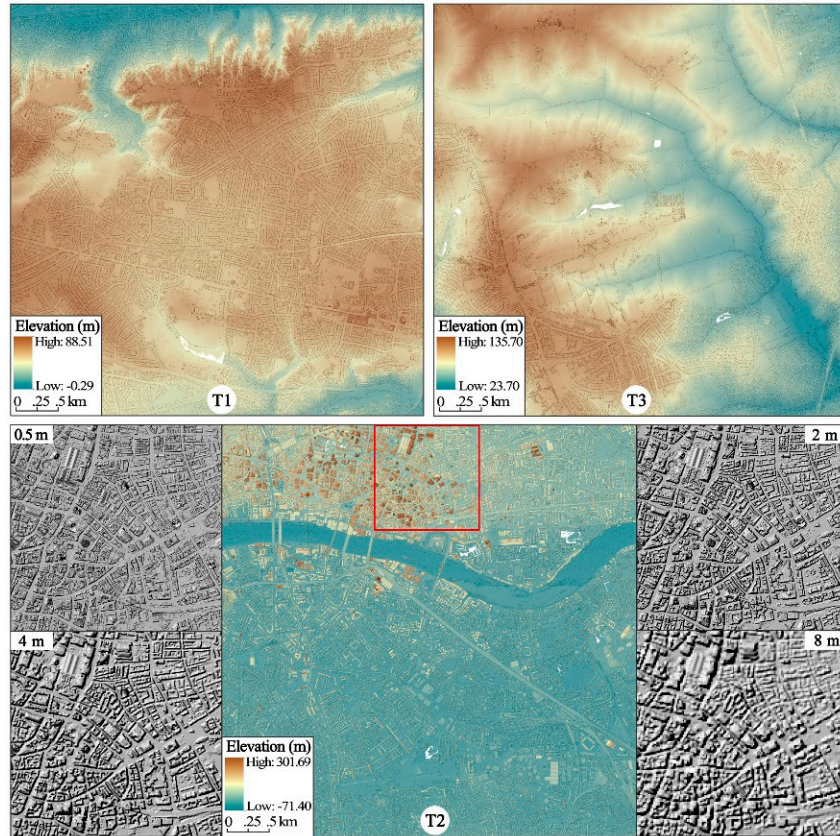 Elevation (m)
High: 88.51
Low: -0.29
0 .25 .5 km
T1
Elevation (m)
High: 135.70
Low: 23.70
0 .25 .5 km
T3
0.5 m
2 m
4 m
8 m
Elevation (m)
High: 301.69
Low: -71.40
0 .25 .5 km
T2